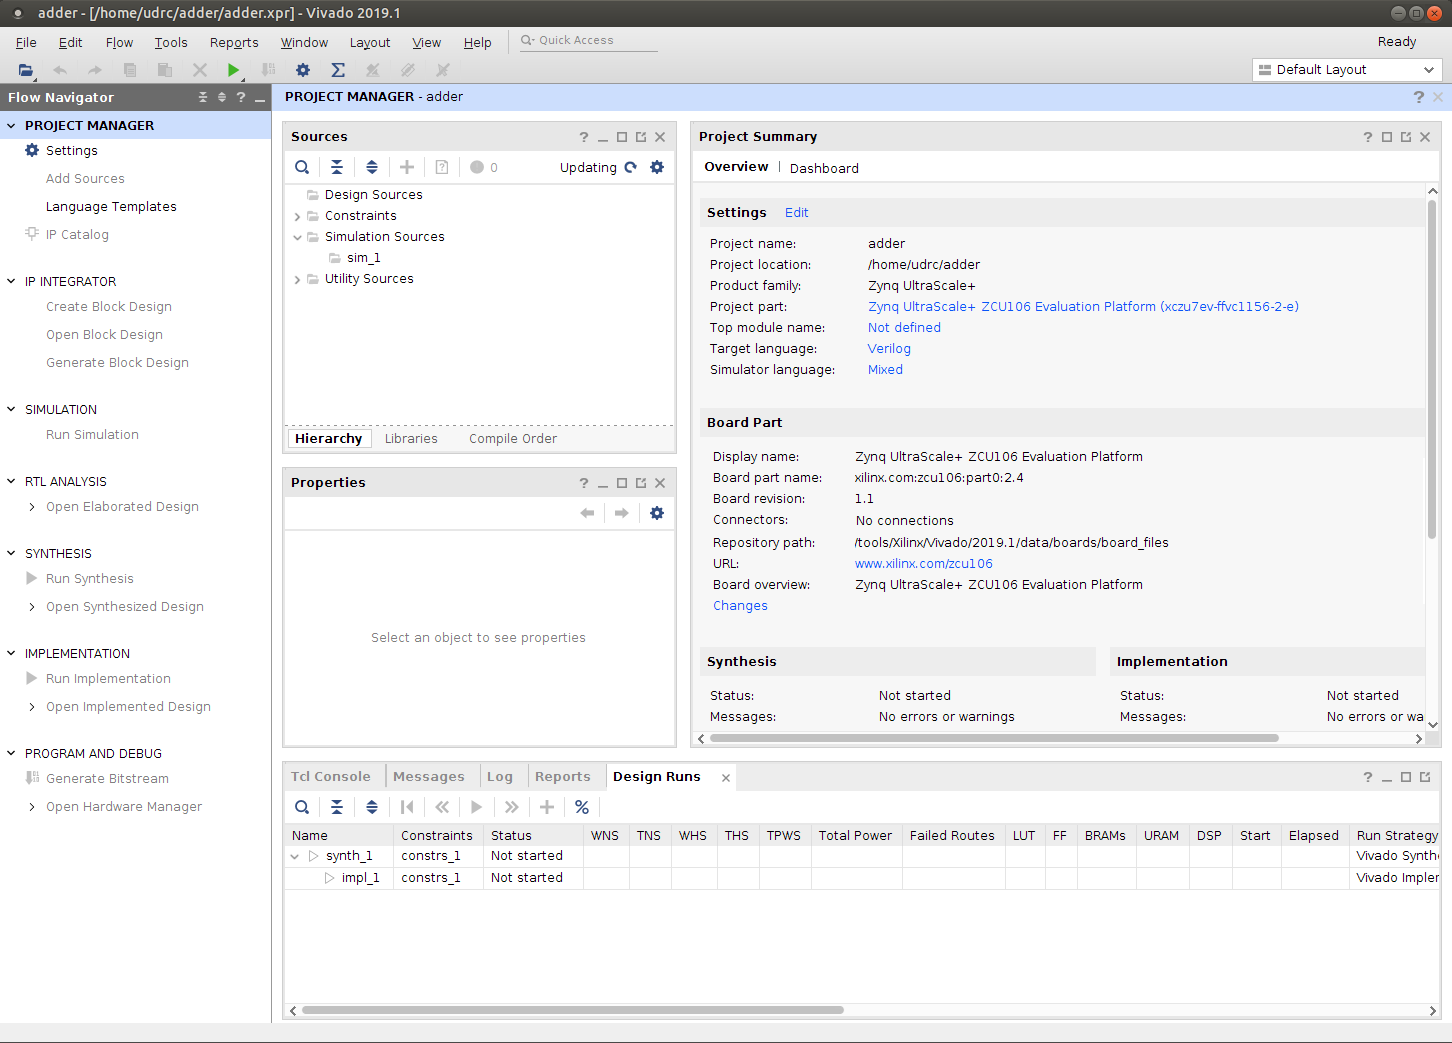 adder - [/home/udrc/adder/adder.xpr] - Vivado 2019.1
File Edit Flow Tools Reports Window Layout View Help Quick Access Ready
Default Layout
Flow Navigator
PROJECT MANAGER
Settings
Add Sources
Language Templates
IP Catalog
IP INTEGRATOR
Create Block Design
Open Block Design
Generate Block Design
SIMULATION
Run Simulation
RTL ANALYSIS
Open Elaborated Design
SYNTHESIS
Run Synthesis
Open Synthesized Design
IMPLEMENTATION
Run Implementation
Open Implemented Design
PROGRAM AND DEBUG
Generate Bitstream
Open Hardware Manager
PROJECT MANAGER - adder
Sources
0 Updating
Design Sources
Constraints
Simulation Sources
sim_1
Utility Sources
Hierarchy Libraries Compile Order
Properties
Select an object to see properties
Project Summary
Overview | Dashboard
Settings Edit
Project name: adder
Project location: /home/udrc/adder
Product family: Zynq UltraScale+
Project part: Zynq UltraScale+ ZCU106 Evaluation Platform (xczu7ev-ffvc1156-2-e)
Top module name: Not defined
Target language: Verilog
Simulator language: Mixed
Board Part
Display name: Zynq UltraScale+ ZCU106 Evaluation Platform
Board part name: xilinx.com:zcu106:part0:2.4
Board revision: 1.1
Connectors: No connections
Repository path: /tools/Xilinx/Vivado/2019.1/data/boards/board_files
URL: www.xilinx.com/zcu106
Board overview: Zynq UltraScale+ ZCU106 Evaluation Platform
Changes
Synthesis
Status: Not started
Messages: No errors or warnings
Implementation
Status: Not started
Messages: No errors or wa
Tcl Console Messages Log Reports Design Runs
Name Constraints Status WNS TNS WHS THS TPWS Total Power Failed Routes LUT FF BRAMs URAM DSP Start Elapsed Run Strategy
synth_1 constrs_1 Not started Vivado Synth
impl_1 constrs_1 Not started Vivado Impler